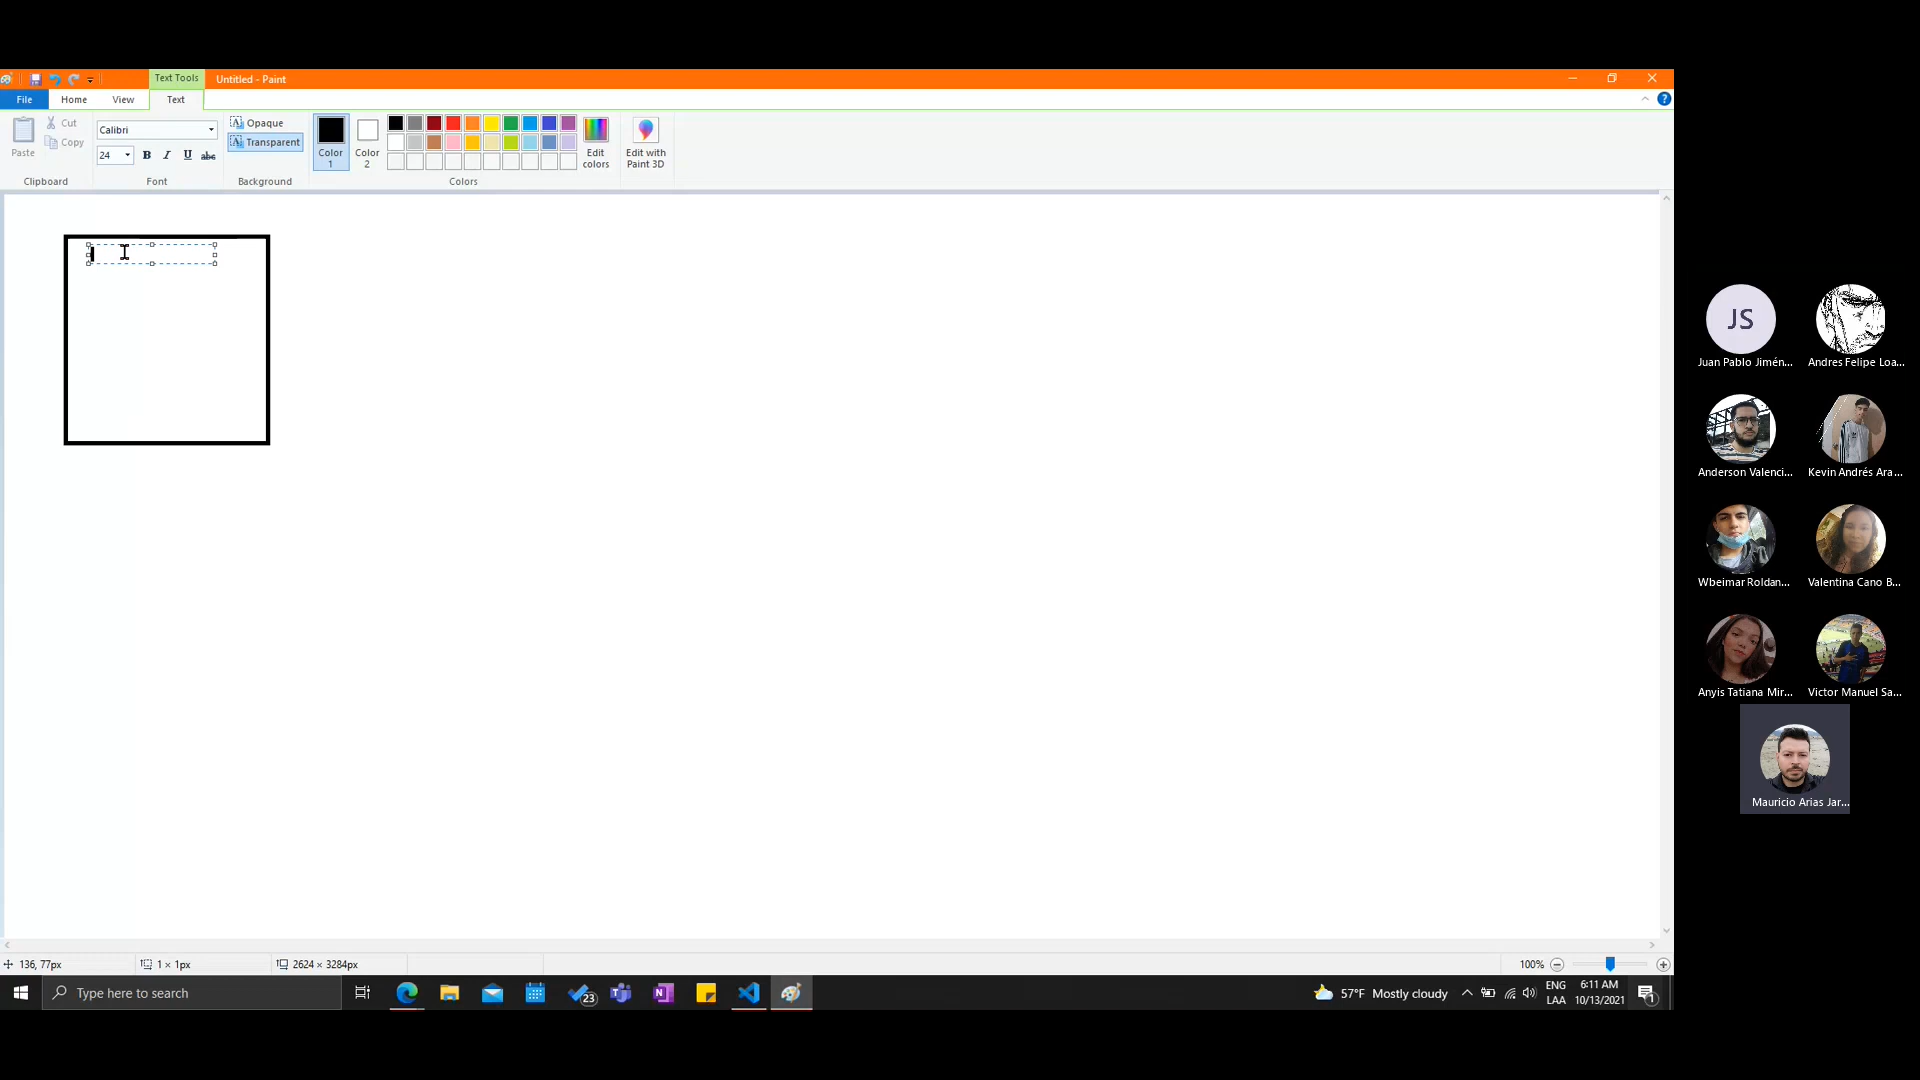 Text Tools
Untitled - Paint
File
Home
View
Text
Paste
Cut
Copy
Clipboard
Calibri
24
B
I
U
abc
Font
Opaque
Transparent
Background
Color 1
Color 2
Edit colors
Colors
Edit with Paint 3D
JS
Juan Pablo Jimén...
Andres Felipe Loa...
Anderson Valenci...
Kevin Andrés Ara...
Wbeimar Roldan...
Valentina Cano B...
Anyis Tatiana Mir...
Victor Manuel Sa...
Mauricio Arias Jar...
136, 77px
1 × 1px
2624 × 3284px
100%
Type here to search
23
57°F Mostly cloudy
ENG
LAA
6:11 AM
10/13/2021
1